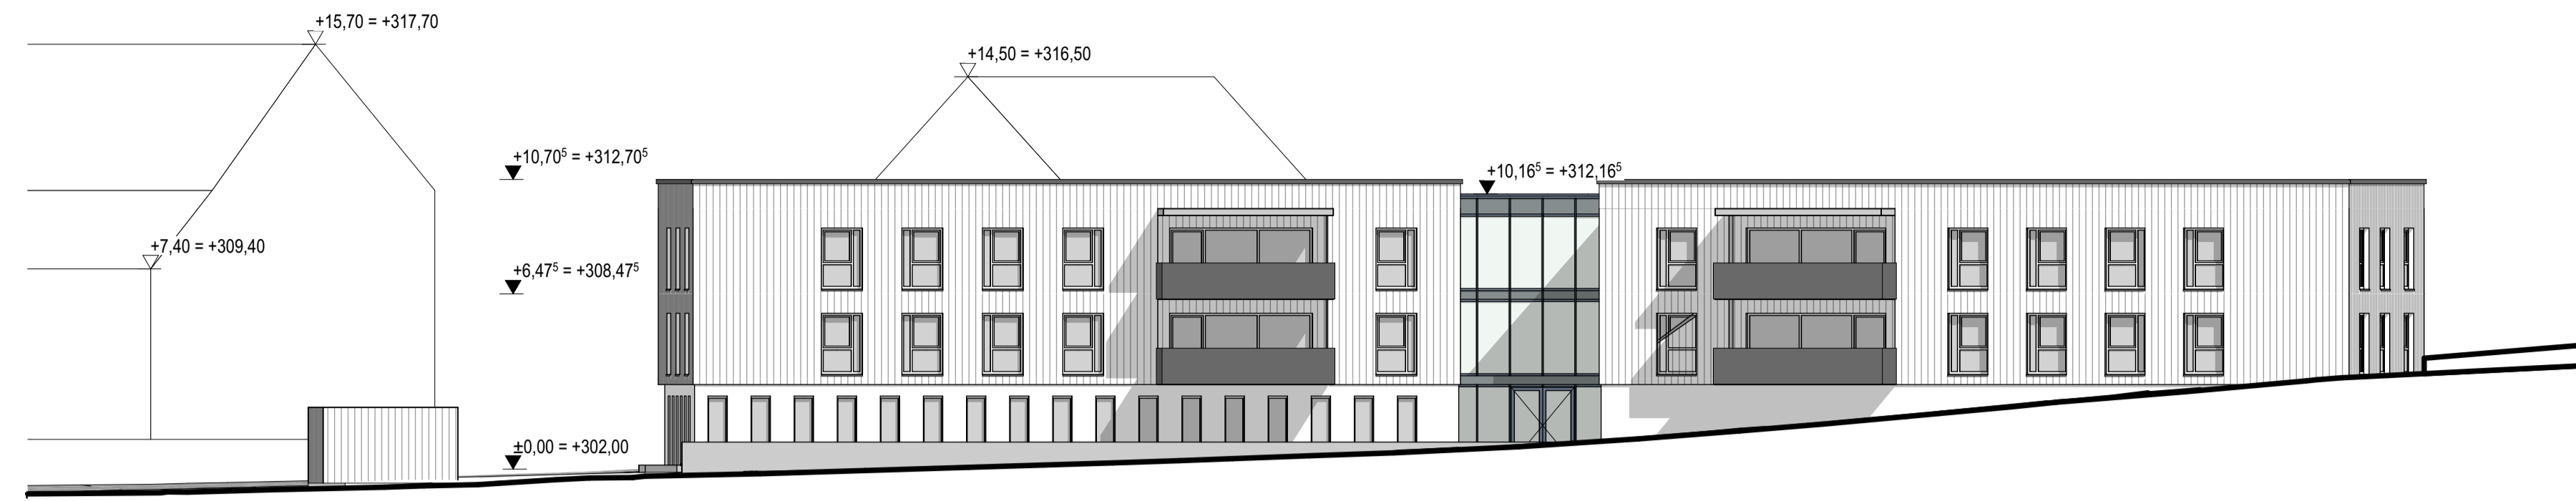 +15,70 = +317,70
+14,50 = +316,50
+10,70⁵ = +312,70⁵
+10,16⁵ = +312,16⁵
+7,40 = +309,40
+6,47⁵ = +308,47⁵
±0,00 = +302,00